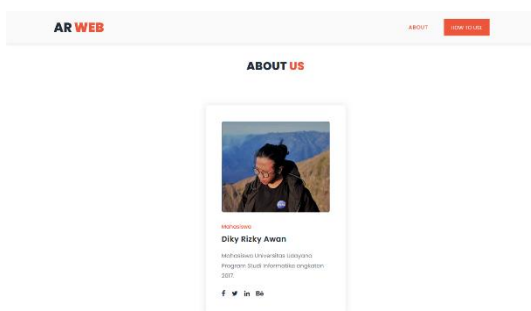 AR WEB
ABOUT
HOW TO USE
ABOUT US
Mahasiswa
Diky Rizky Awan
Mahasiswa Universitas Udayana
Program Studi Informatika angkatan
2017.
f in Bē